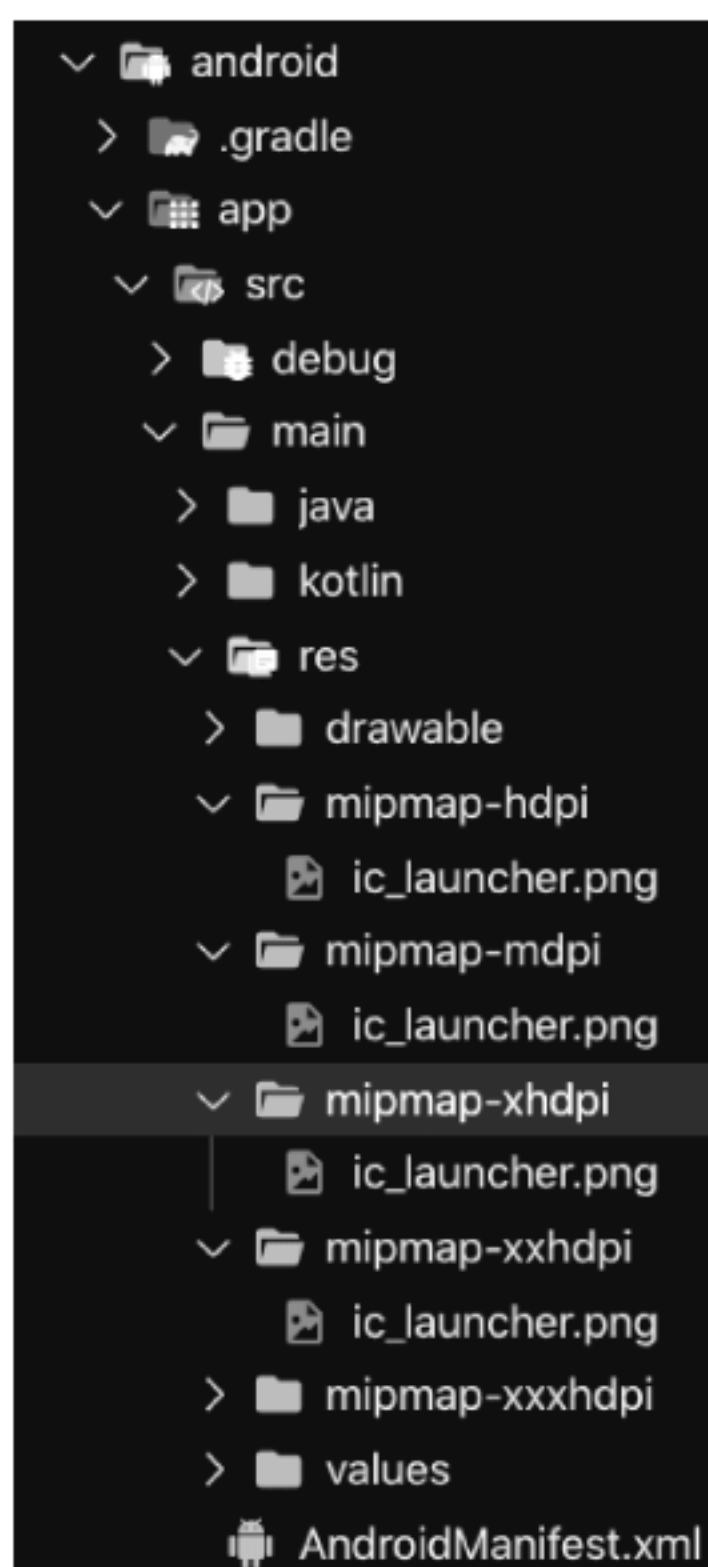 android
.gradle
app
src
debug
main
java
kotlin
res
drawable
mipmap-hdpi
ic_launcher.png
mipmap-mdpi
ic_launcher.png
mipmap-xhdpi
ic_launcher.png
mipmap-xxhdpi
ic_launcher.png
mipmap-xxxhdpi
values
AndroidManifest.xml